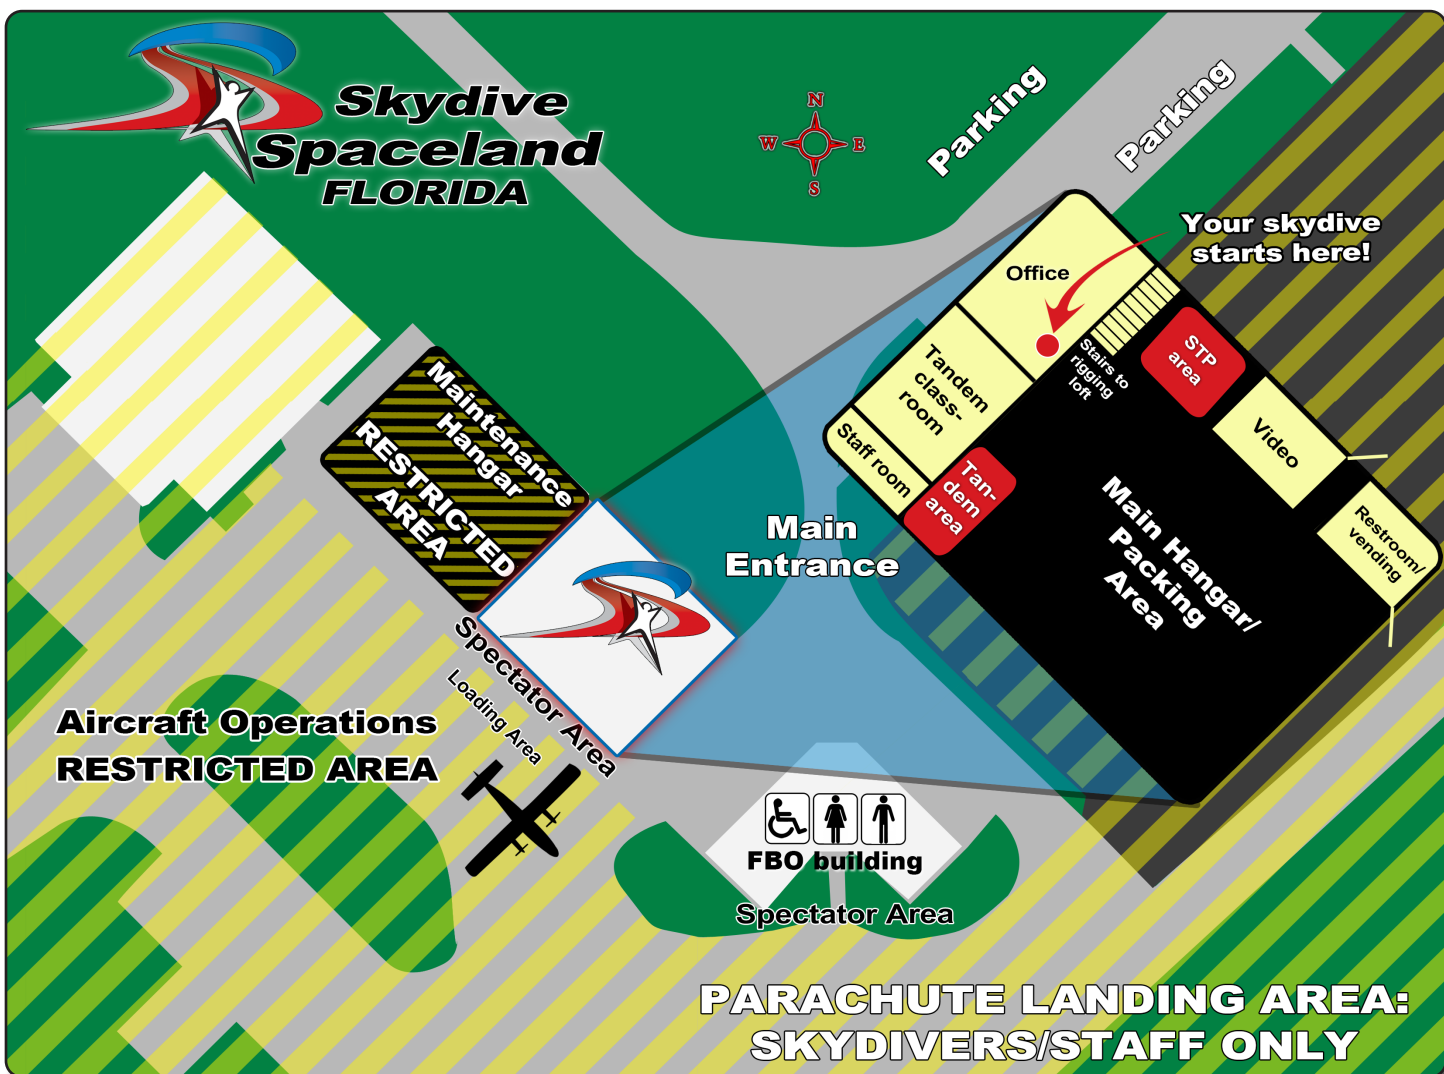 Skydive
Spaceland
FLORIDA
N
W
E
S
Parking
Parking
Your skydive
starts here!
Office
Tandem
class-
room
Staff room
Tan-
dem
area
Stairs to
rigging
loft
STP
area
Video
Restroom/
vending
Main Hangar/
Packing
Area
Maintenance
Hangar
RESTRICTED
AREA
Main
Entrance
Spectator Area
Loading Area
Aircraft Operations
RESTRICTED AREA
FBO building
Spectator Area
PARACHUTE LANDING AREA:
SKYDIVERS/STAFF ONLY